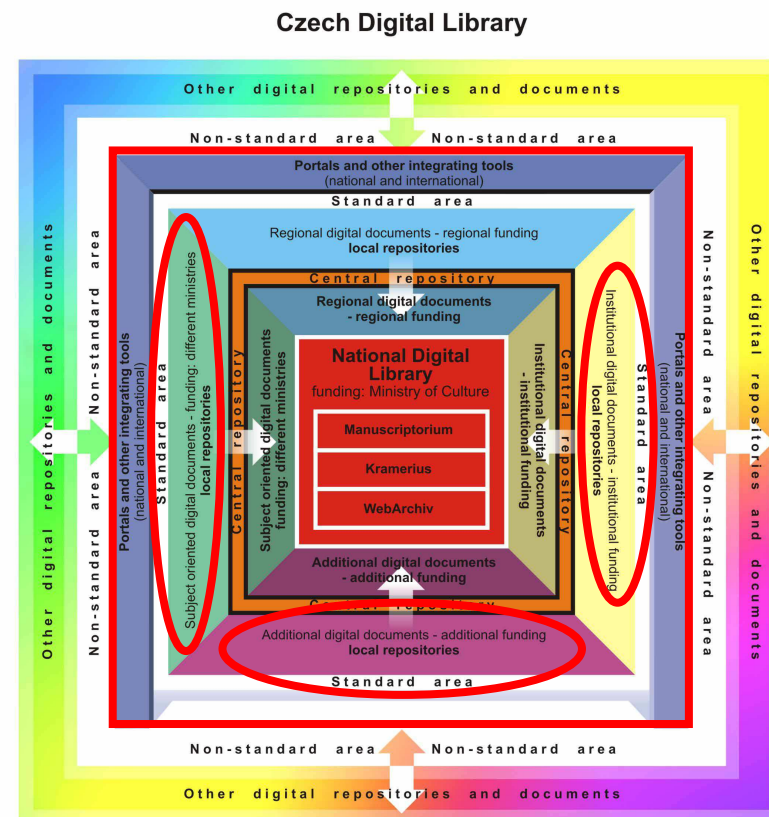 Czech Digital Library
Other digital repositories and documents
Non-standard area Non-standard area
Portals and other integrating tools
(national and international)
Standard area
Regional digital documents - regional funding
local repositories
Central repository
Regional digital documents
- regional funding
Other digital repositories and documents
Non-standard area Non-standard area
Portals and other integrating tools
(national and international)
Standard area
Subject oriented digital documents - funding: different ministries
local repositories
Central repository
Subject oriented digital documents
funding: different ministries
National Digital
Library
funding: Ministry of Culture
Manuscriptorium
Kramerius
WebArchiv
Institutional digital documents
- institutional funding
Central repository
Institutional digital documents - institutional funding
local repositories
Standard area
Portals and other integrating tools
(national and international)
Non-standard area Non-standard area
Other digital repositories and documents
Additional digital documents
- additional funding
Central repository
Additional digital documents - additional funding
local repositories
Standard area
Non-standard area Non-standard area
Other digital repositories and documents